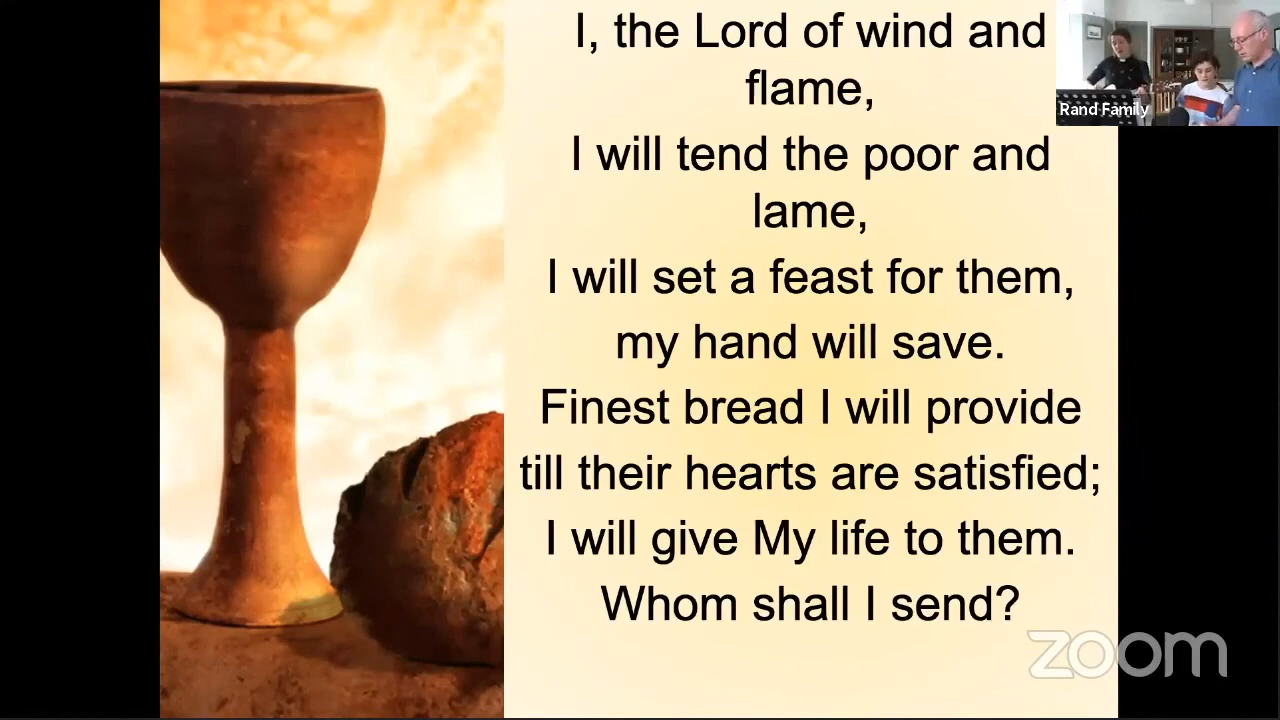 I, the Lord of wind and
flame,
I will tend the poor and
lame,
I will set a feast for them,
my hand will save.
Finest bread I will provide
till their hearts are satisfied;
I will give My life to them.
Whom shall I send?
Rand Family
zoom